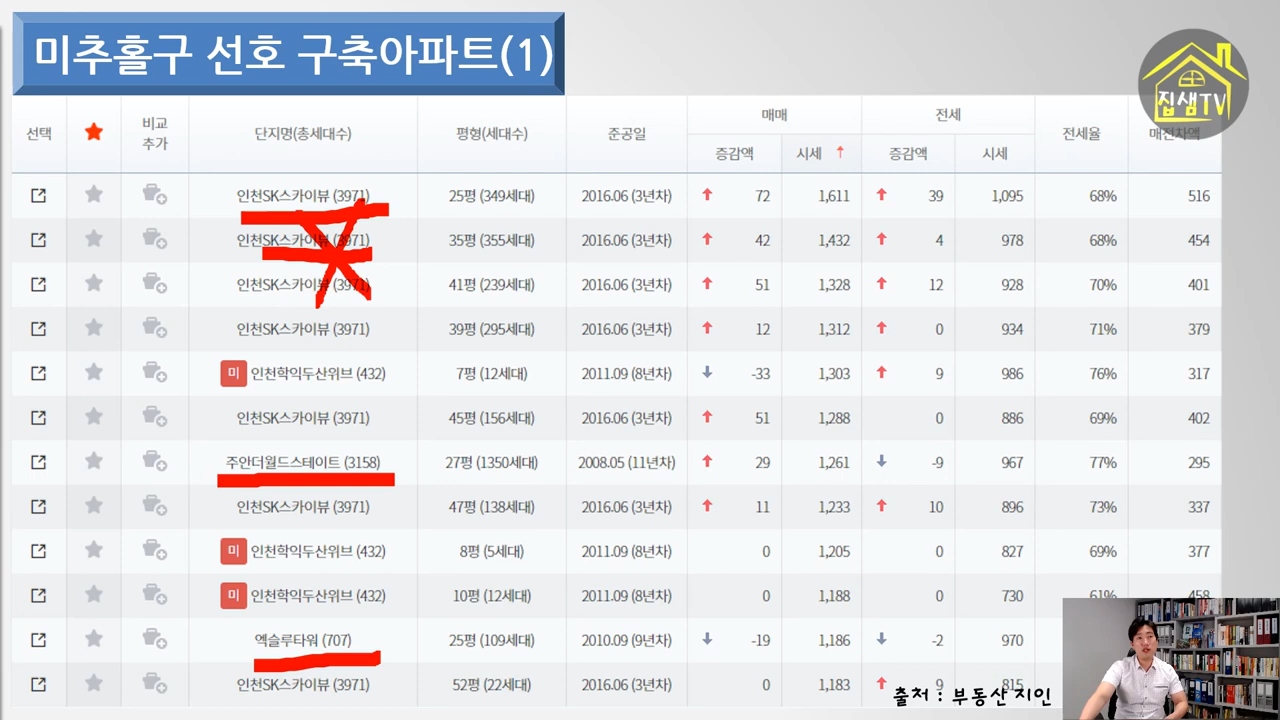 미추홀구 선호 구축아파트(1)
집샘TV
선택 비교추가 단지명(총세대수) 평형(세대수) 준공일 매매 전세 전세율 매전차액
증감액 시세 증감액 시세
인천SK스카이뷰 (3971) 25평 (349세대) 2016.06 (3년차) 72 1,611 39 1,095 68% 516
인천SK스카이뷰 (3971) 35평 (355세대) 2016.06 (3년차) 42 1,432 4 978 68% 454
인천SK스카이뷰 (3971) 41평 (239세대) 2016.06 (3년차) 51 1,328 12 928 70% 401
인천SK스카이뷰 (3971) 39평 (295세대) 2016.06 (3년차) 12 1,312 0 934 71% 379
미 인천학익두산위브 (432) 7평 (12세대) 2011.09 (8년차) -33 1,303 9 986 76% 317
인천SK스카이뷰 (3971) 45평 (156세대) 2016.06 (3년차) 51 1,288 0 886 69% 402
주안더월드스테이트 (3158) 27평 (1350세대) 2008.05 (11년차) 29 1,261 -9 967 77% 295
인천SK스카이뷰 (3971) 47평 (138세대) 2016.06 (3년차) 11 1,233 10 896 73% 337
미 인천학익두산위브 (432) 8평 (5세대) 2011.09 (8년차) 0 1,205 0 827 69% 377
미 인천학익두산위브 (432) 10평 (12세대) 2011.09 (8년차) 0 1,188 0 730 61% 458
엑슬루타워 (707) 25평 (109세대) 2010.09 (9년차) -19 1,186 -2 970
인천SK스카이뷰 (3971) 52평 (22세대) 2016.06 (3년차) 0 1,183 9 815
출처 : 부동산 지인